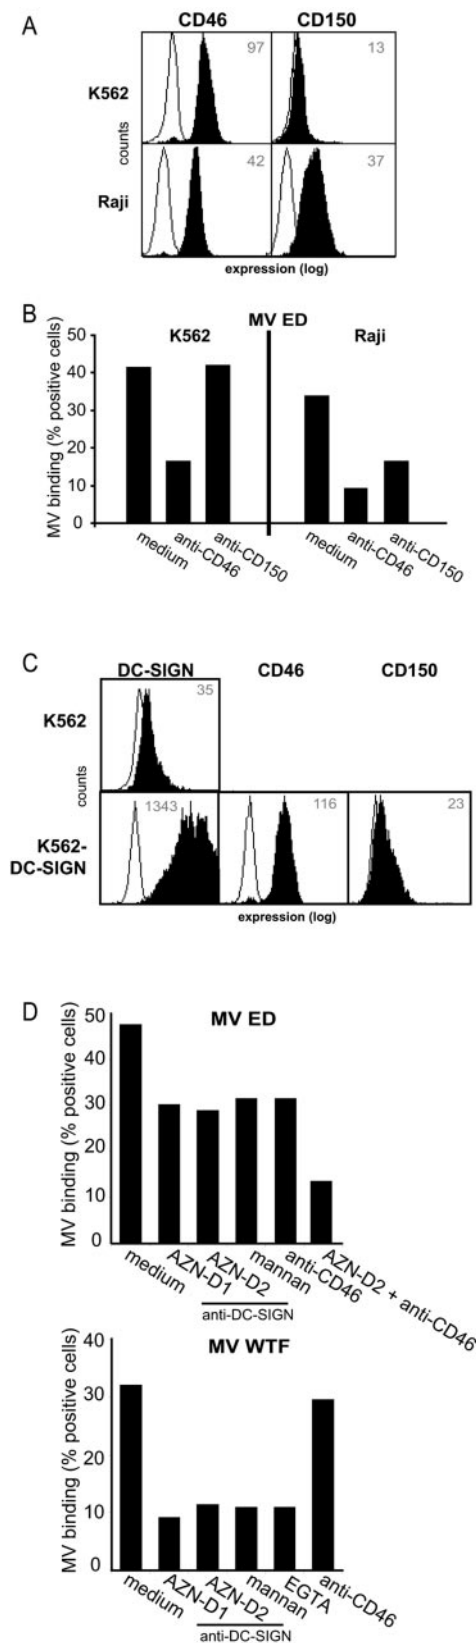 A
CD46 CD150
K562
97 13
counts
Raji
42 37
expression (log)
B
MV ED
K562 Raji
MV binding (% positive cells)
50
40
30
20
10
0
medium anti-CD46 anti-CD150 medium anti-CD46 anti-CD150
C
DC-SIGN CD46 CD150
K562
35
counts
K562-
DC-SIGN
1343 116 23
expression (log)
D
MV ED
MV binding (% positive cells)
50
40
30
20
10
0
medium AZN-D1 AZN-D2 mannan anti-CD46 AZN-D2 + anti-CD46
anti-DC-SIGN
MV WTF
MV binding (% positive cells)
40
30
20
10
0
medium AZN-D1 AZN-D2 mannan EGTA anti-CD46
anti-DC-SIGN